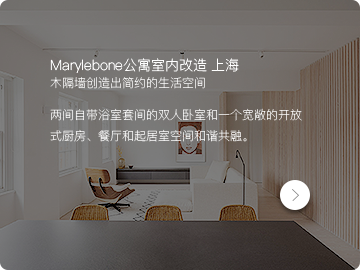 Marylebone公寓室内改造 上海
木隔墙创造出简约的生活空间
两间自带浴室套间的双人卧室和一个宽敞的开放
式厨房、餐厅和起居室空间和谐共融。